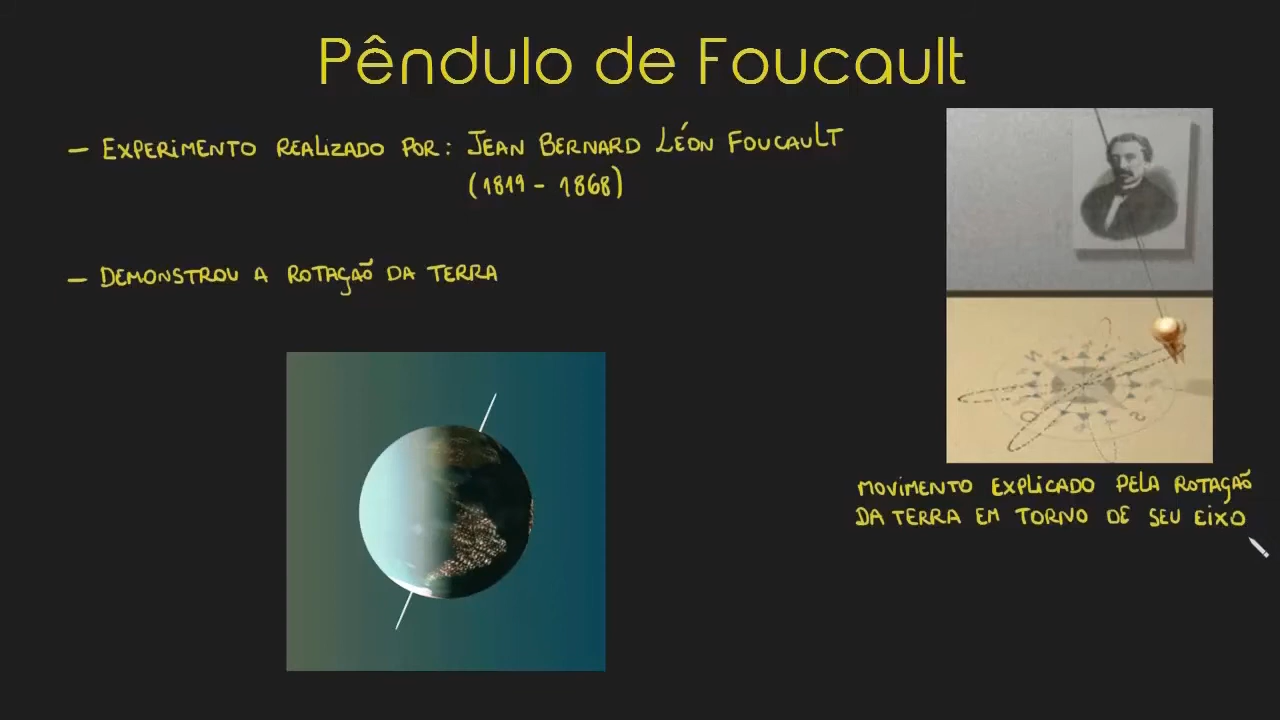 Pêndulo de Foucault
- EXPERIMENTO REALIZADO POR: JEAN BERNARD LÉON FOUCAULT
(1819 - 1868)
- DEMONSTROU A ROTAÇÃO DA TERRA
MOVIMENTO EXPLICADO PELA ROTAÇÃO
DA TERRA EM TORNO DE SEU EIXO